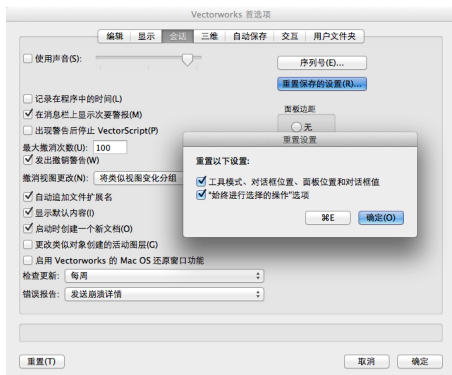 Vectorworks 首选项
编辑 显示 会话 三维 自动保存 交互 用户文件夹
使用声音(S):
序列号(E)...
重置保存的设置(R)...
记录在程序中的时间(L)
在消息栏上显示次要警报(M)
出现警告后停止 VectorScript(P)
最大撤消次数(U): 100
发出撤销警告(W)
撤消视图更改(N): 将类似视图变化分组
自动追加文件扩展名
显示默认内容(I)
启动时创建一个新文档(O)
更改类似对象创建的活动图层(C)
启用 Vectorworks 的 Mac OS 还原窗口功能
检查更新: 每周
错误报告: 发送崩溃详情
面板边距
无
重置设置
重置以下设置:
工具模式、对话框位置、面板位置和对话框值
"始终进行选择的操作"选项
⌘E 确定(O)
重置(T) 取消 确定